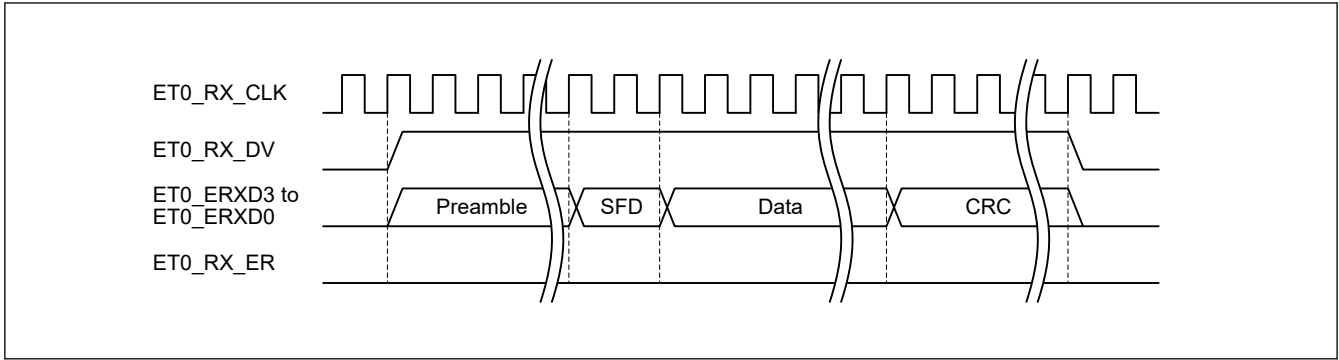 ET0_RX_CLK
ET0_RX_DV
ET0_ERXD3 to
ET0_ERXD0
Preamble
SFD
Data
CRC
ET0_RX_ER